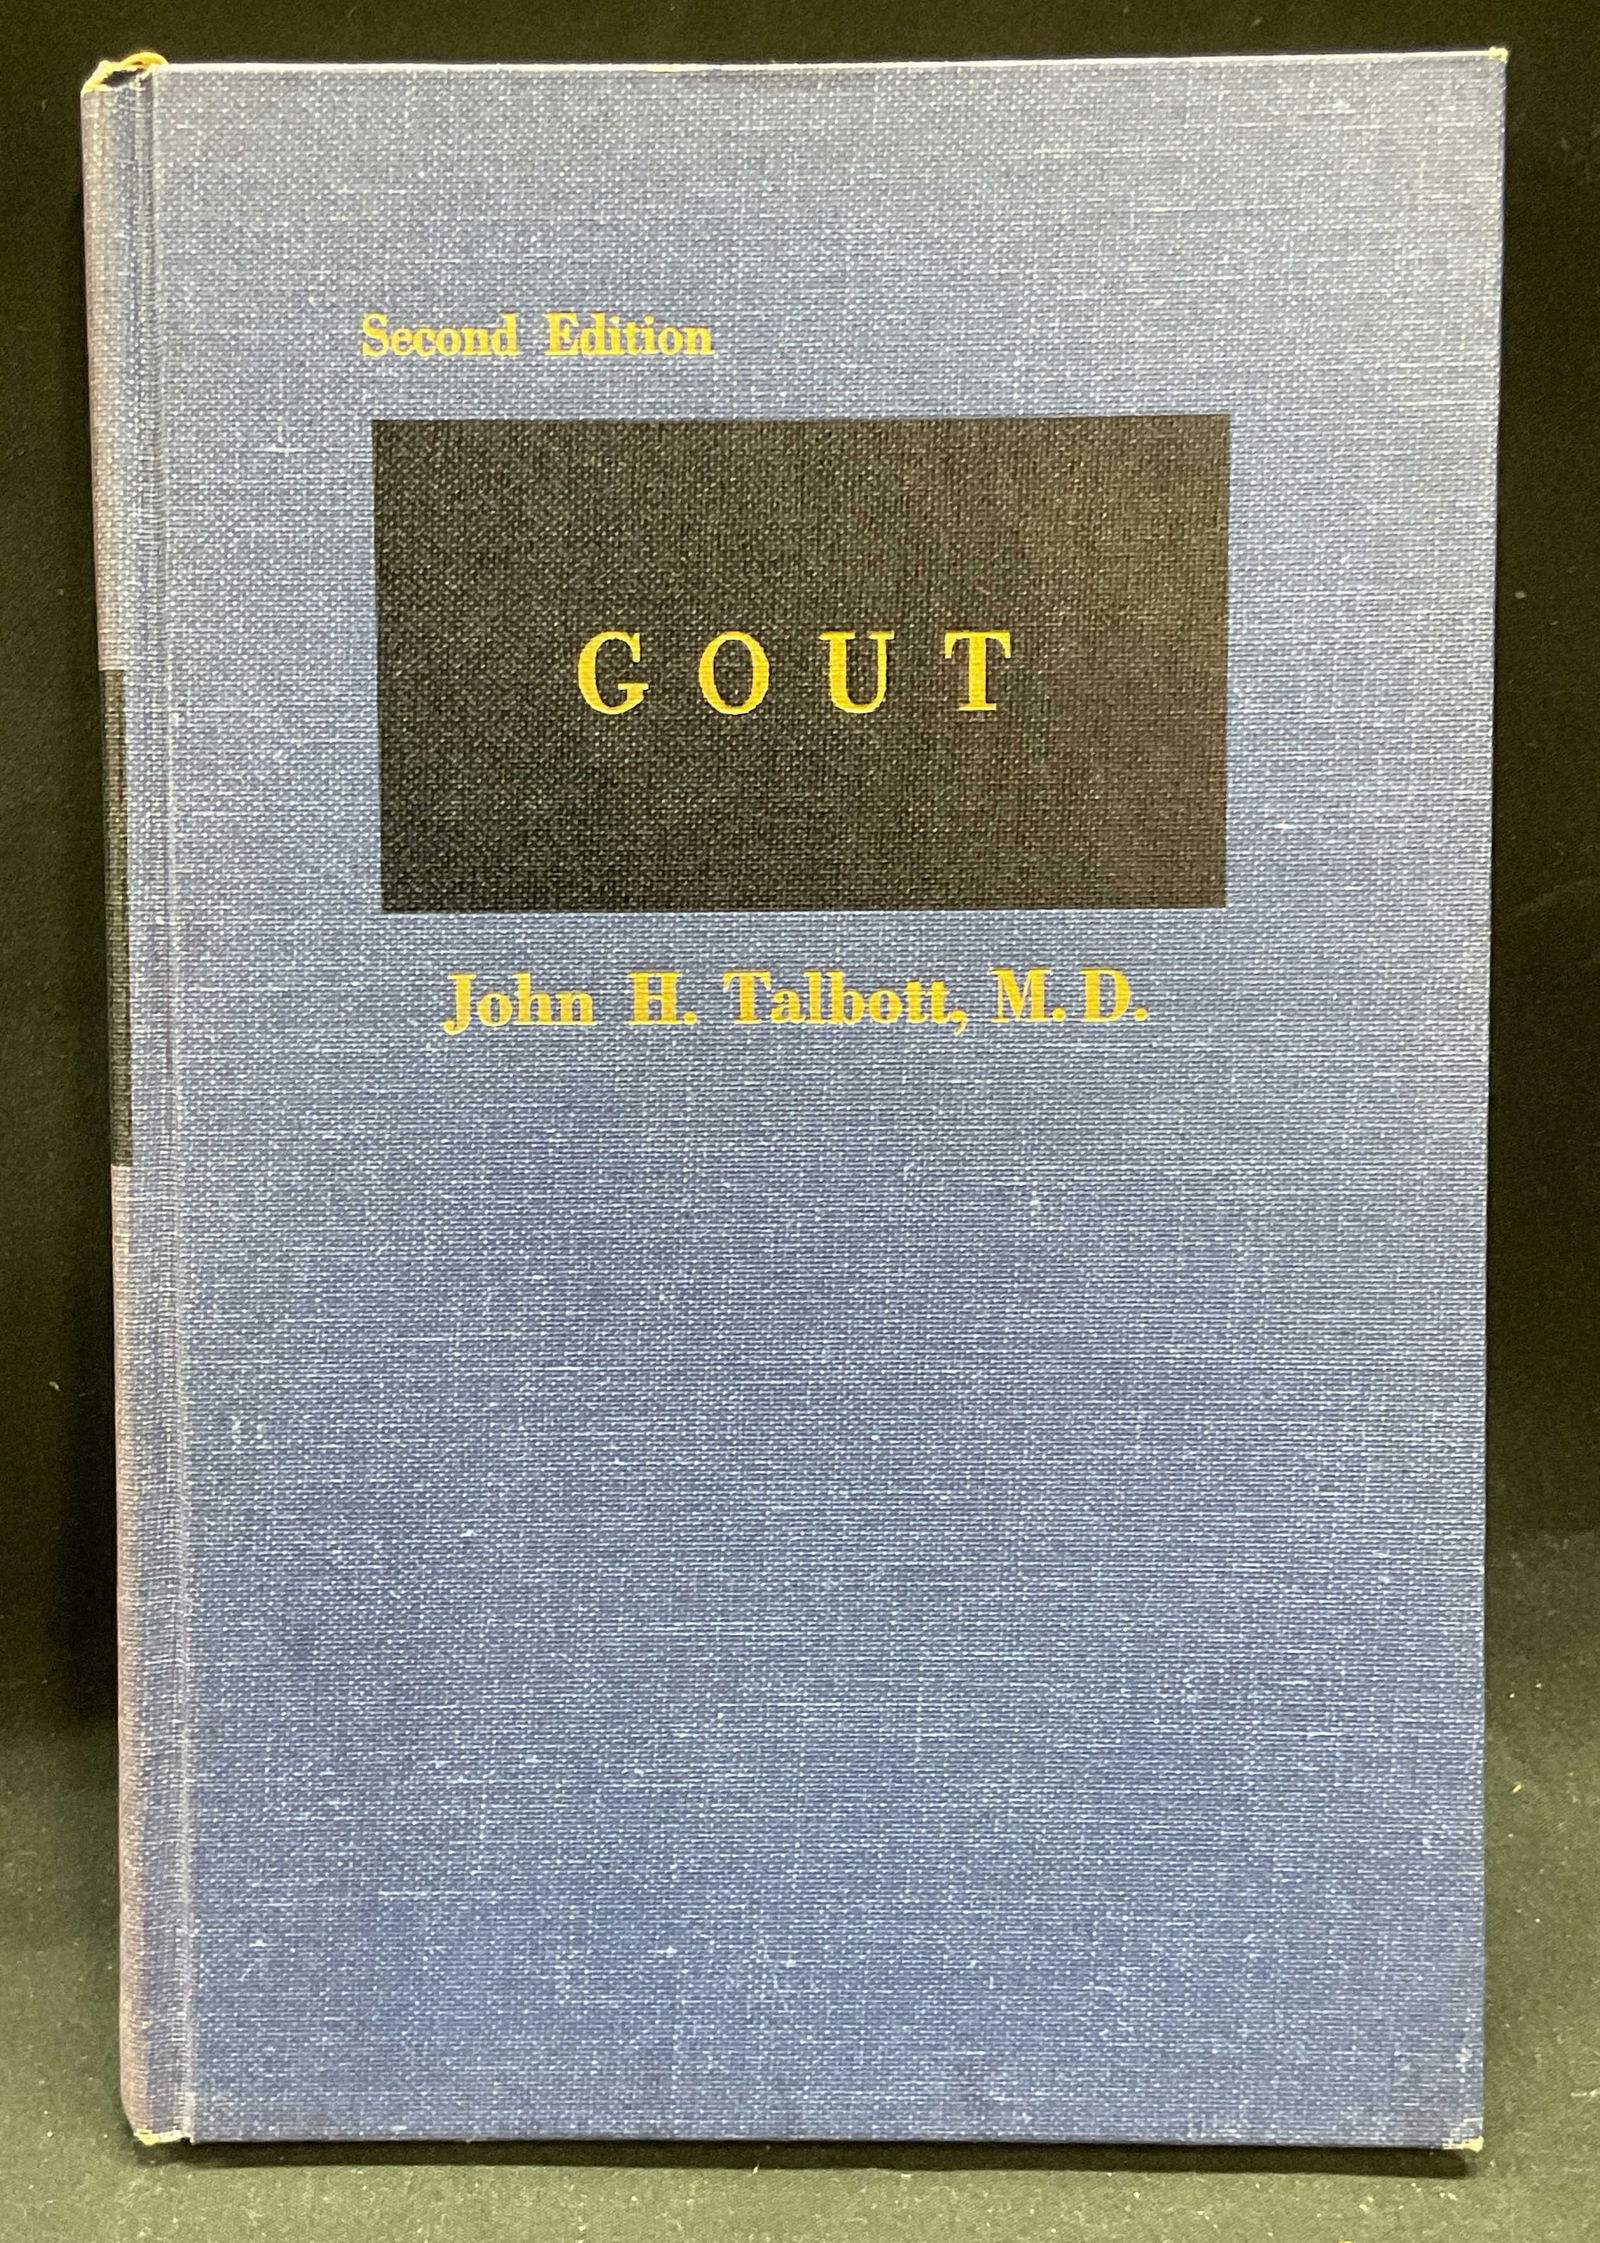 Second Edition
GOUT
John H. Talbott, M.D.